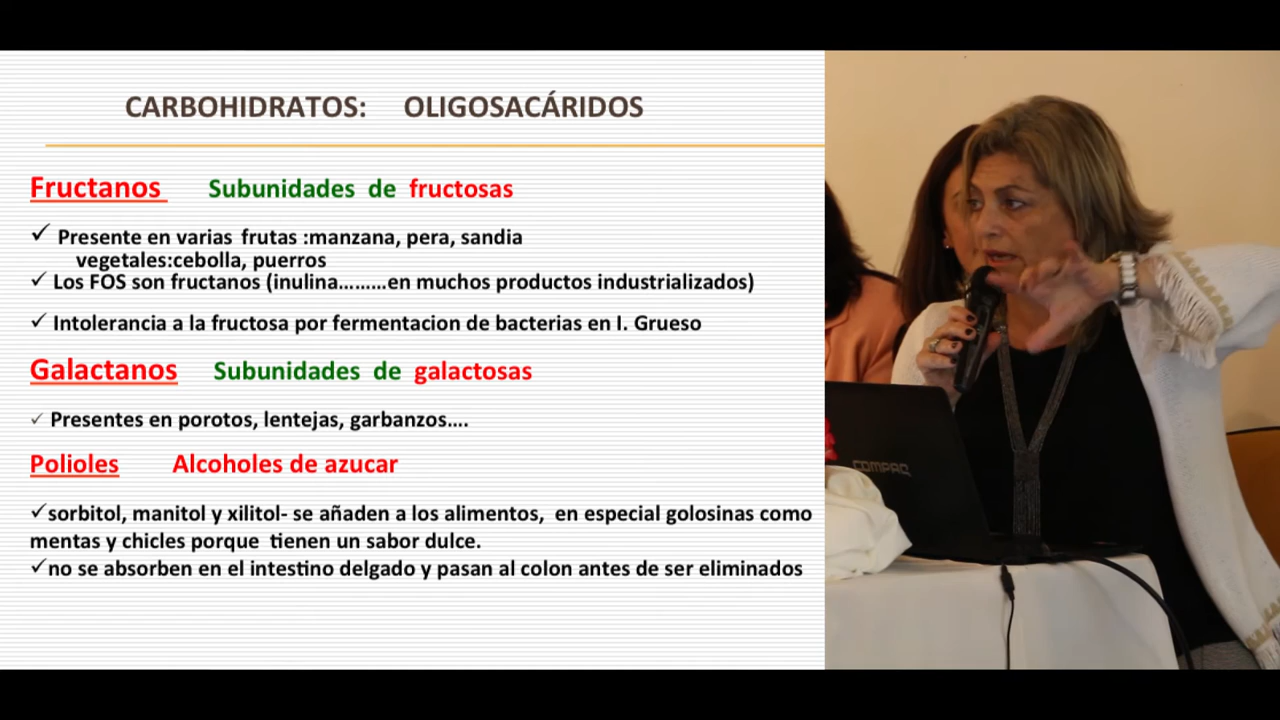 CARBOHIDRATOS: OLIGOSACÁRIDOS
Fructanos Subunidades de fructosas
✓ Presente en varias frutas :manzana, pera, sandia
vegetales:cebolla, puerros
✓ Los FOS son fructanos (inulina.........en muchos productos industrializados)
✓ Intolerancia a la fructosa por fermentacion de bacterias en I. Grueso
Galactanos Subunidades de galactosas
✓ Presentes en porotos, lentejas, garbanzos....
Polioles Alcoholes de azucar
✓sorbitol, manitol y xilitol- se añaden a los alimentos, en especial golosinas como
mentas y chicles porque tienen un sabor dulce.
✓no se absorben en el intestino delgado y pasan al colon antes de ser eliminados
COMPAQ